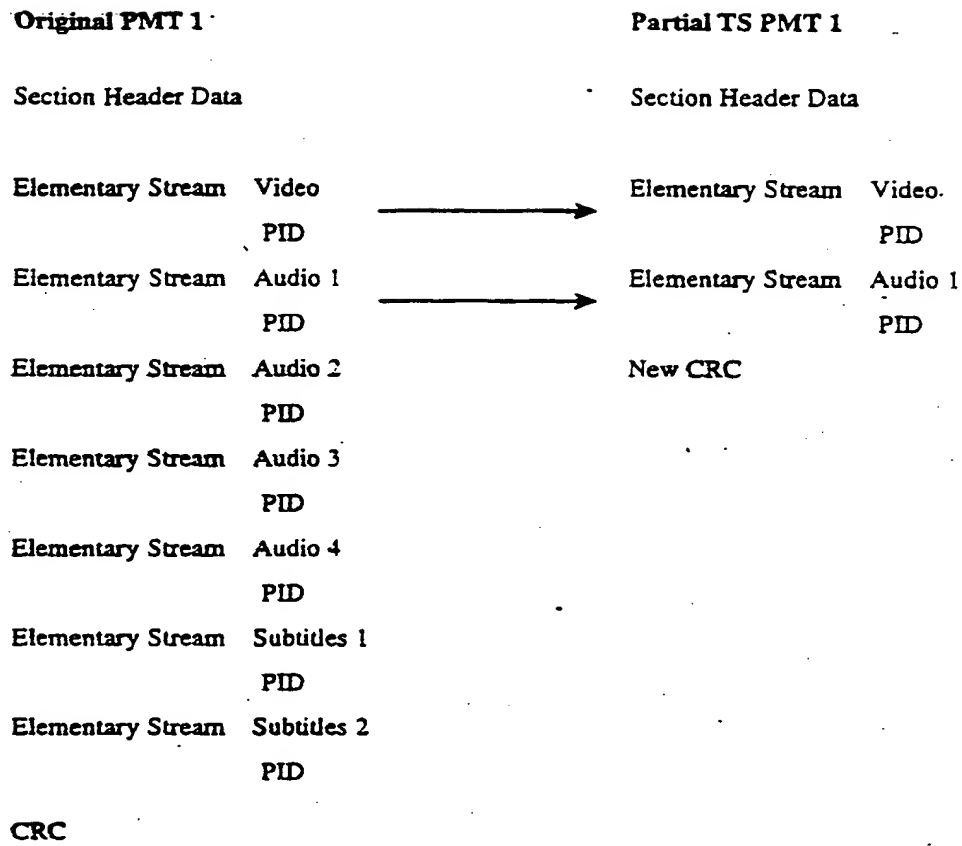 Original PMT 1
Section Header Data
Elementary Stream Video
PID
Elementary Stream Audio 1
PID
Elementary Stream Audio 2
PID
Elementary Stream Audio 3
PID
Elementary Stream Audio 4
PID
Elementary Stream Subtitles 1
PID
Elementary Stream Subtitles 2
PID
CRC
Partial TS PMT 1
Section Header Data
Elementary Stream Video
PID
Elementary Stream Audio 1
PID
New CRC